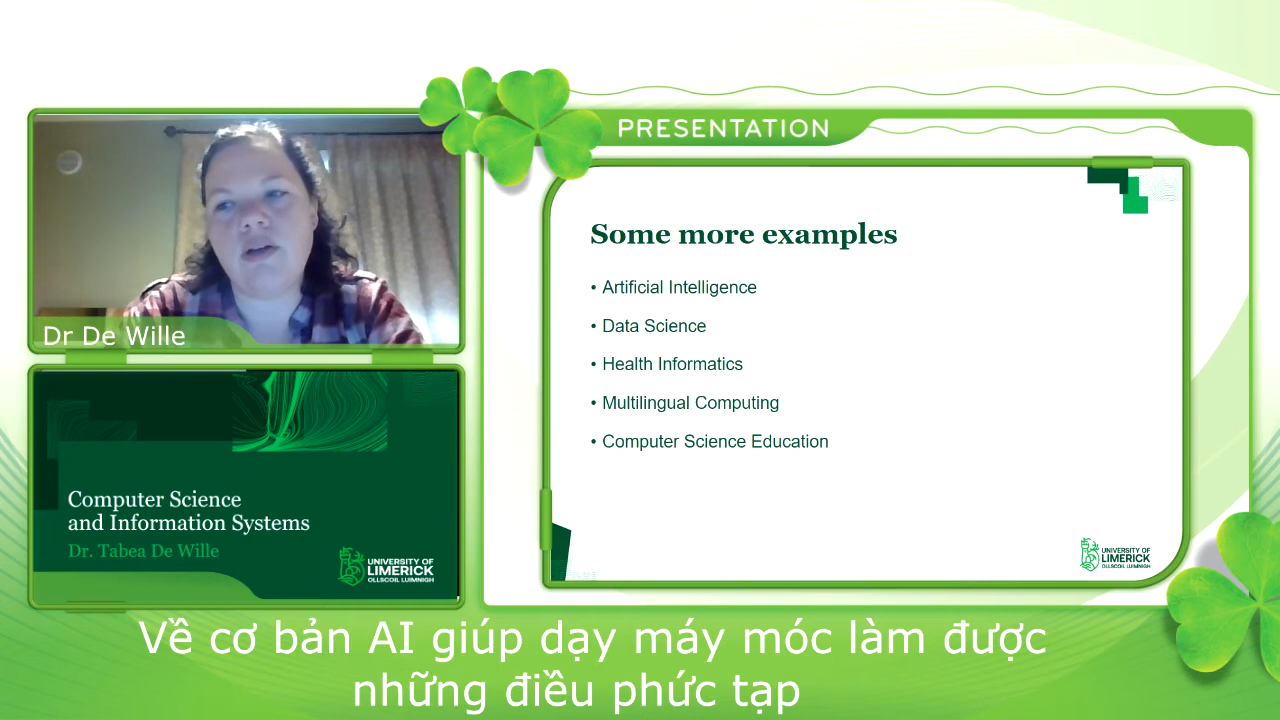 PRESENTATION
Dr De Wille
Some more examples
• Artificial Intelligence
• Data Science
• Health Informatics
• Multilingual Computing
• Computer Science Education
Computer Science
and Information Systems
Dr. Tabea De Wille
UNIVERSITY OF
LIMERICK
OLLSCOIL LUIMNIGH
UNIVERSITY OF
LIMERICK
OLLSCOIL LUIMNIGH
Về cơ bản AI giúp dạy máy móc làm được
những điều phức tạp